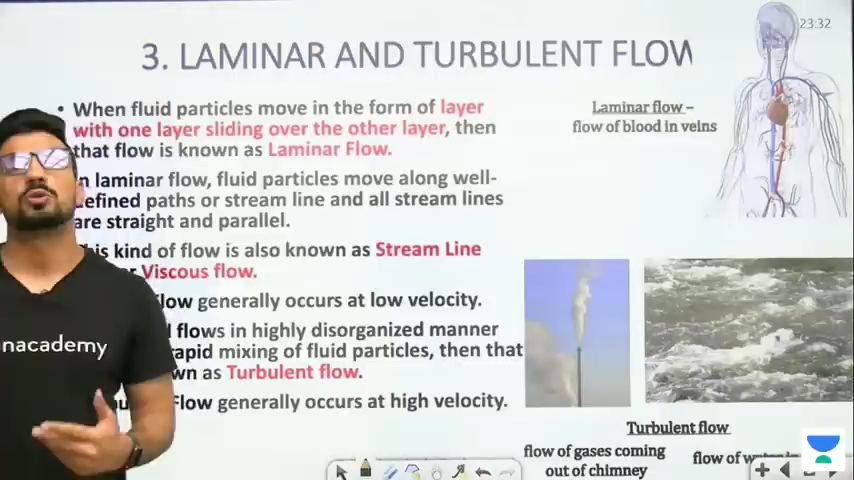 23:32
3. LAMINAR AND TURBULENT FLOW
• When fluid particles move in the form of layer
with one layer sliding over the other layer, then
that flow is known as Laminar Flow.
n laminar flow, fluid particles move along well-
efined paths or stream line and all stream lines
are straight and parallel.
is kind of flow is also known as Stream Line
r Viscous flow.
low generally occurs at low velocity.
flows in highly disorganized manner
rapid mixing of fluid particles, then that
wn as Turbulent flow.
Flow generally occurs at high velocity.
Laminar flow –
flow of blood in veins
Turbulent flow
flow of gases coming
out of chimney
flow of
nacademy